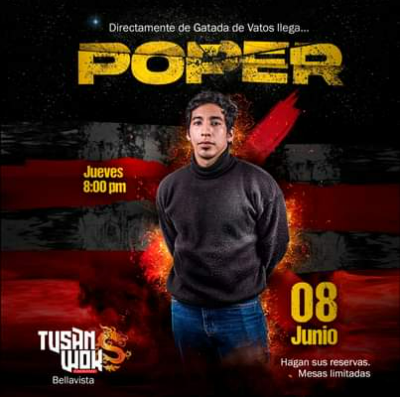 Directamente de Gatada de Vatos llega...
POPER
Jueves
8:00 pm
08
Junio
TUSAN
WOK
Bellavista
Hagan sus reservas.
Mesas limitadas